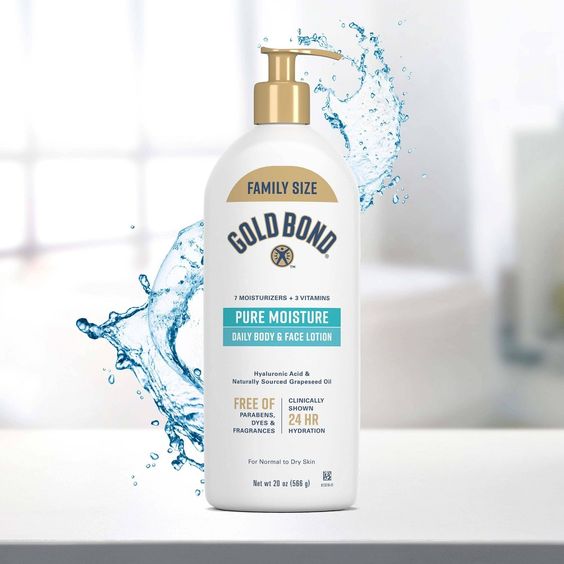 FAMILY SIZE
GOLD BOND®
™
7 MOISTURIZERS + 3 VITAMINS
PURE MOISTURE
DAILY BODY & FACE LOTION
Hyaluronic Acid &
Naturally Sourced Grapeseed Oil
FREE OF
PARABENS,
DYES &
FRAGRANCES
CLINICALLY
SHOWN
24 HR
HYDRATION
For Normal to Dry Skin
Net wt 20 oz (566 g)